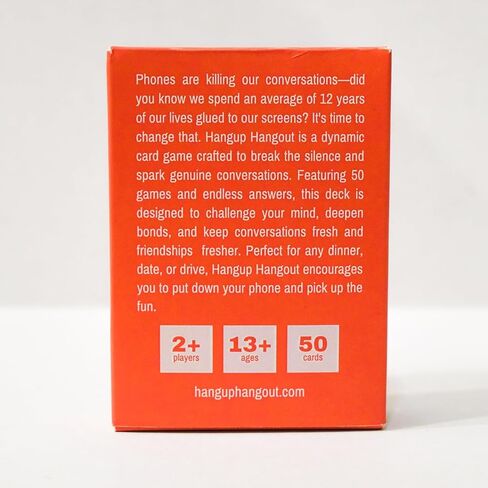 Phones are killing our conversations—did
you know we spend an average of 12 years
of our lives glued to our screens? It's time to
change that. Hangup Hangout is a dynamic
card game crafted to break the silence and
spark genuine conversations. Featuring 50
games and endless answers, this deck is
designed to challenge your mind, deepen
bonds, and keep conversations fresh and
friendships fresher. Perfect for any dinner,
date, or drive, Hangup Hangout encourages
you to put down your phone and pick up the
fun.
2+ 13+ 50
players ages cards
hanguphangout.com